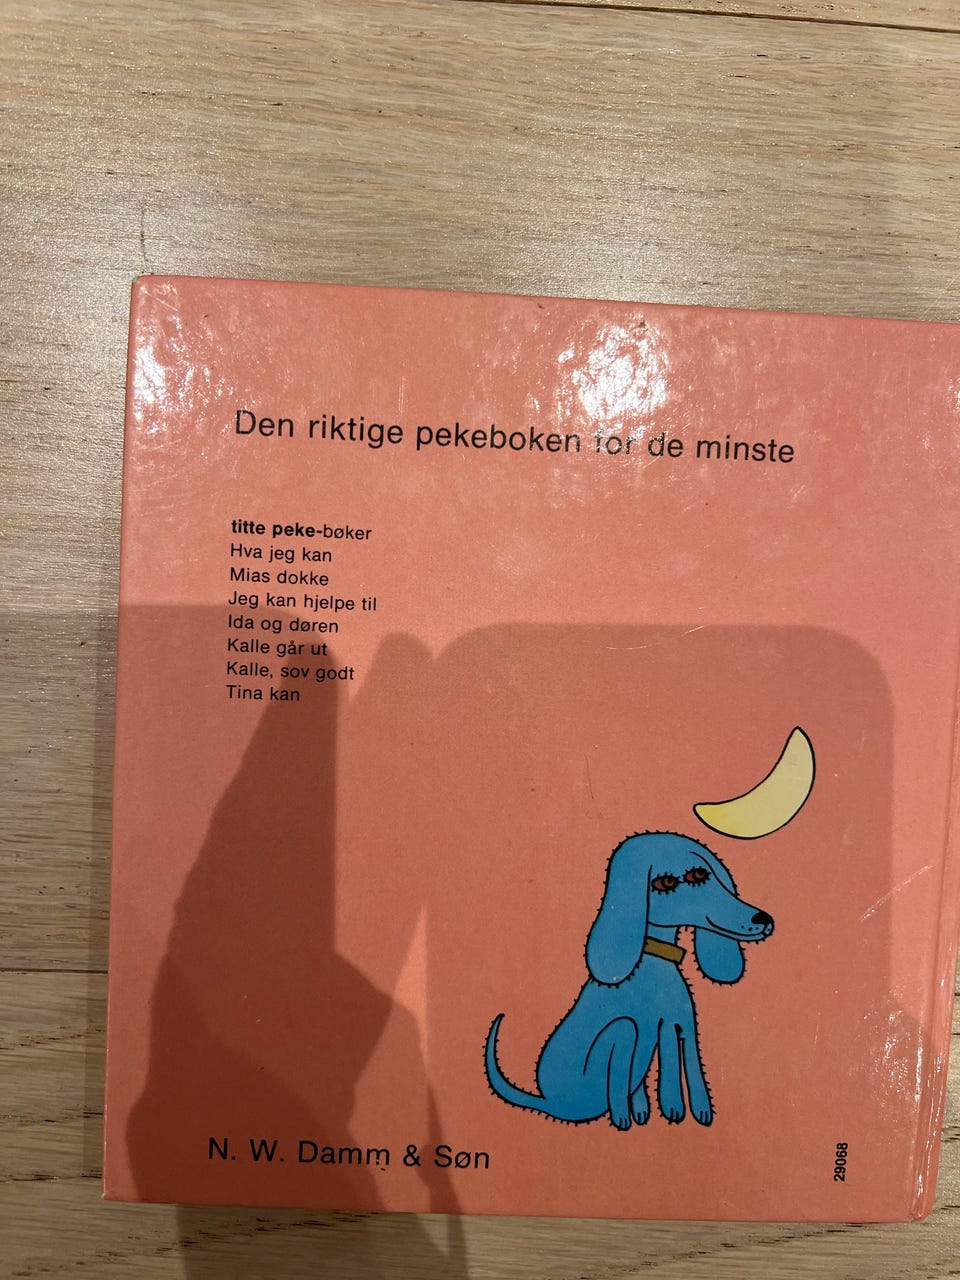 Den riktige pekeboken for de minste
titte peke-bøker
Hva jeg kan
Mias dokke
Jeg kan hjelpe til
Ida og døren
Kalle går ut
Kalle, sov godt
Tina kan
N. W. Damm & Søn
29068